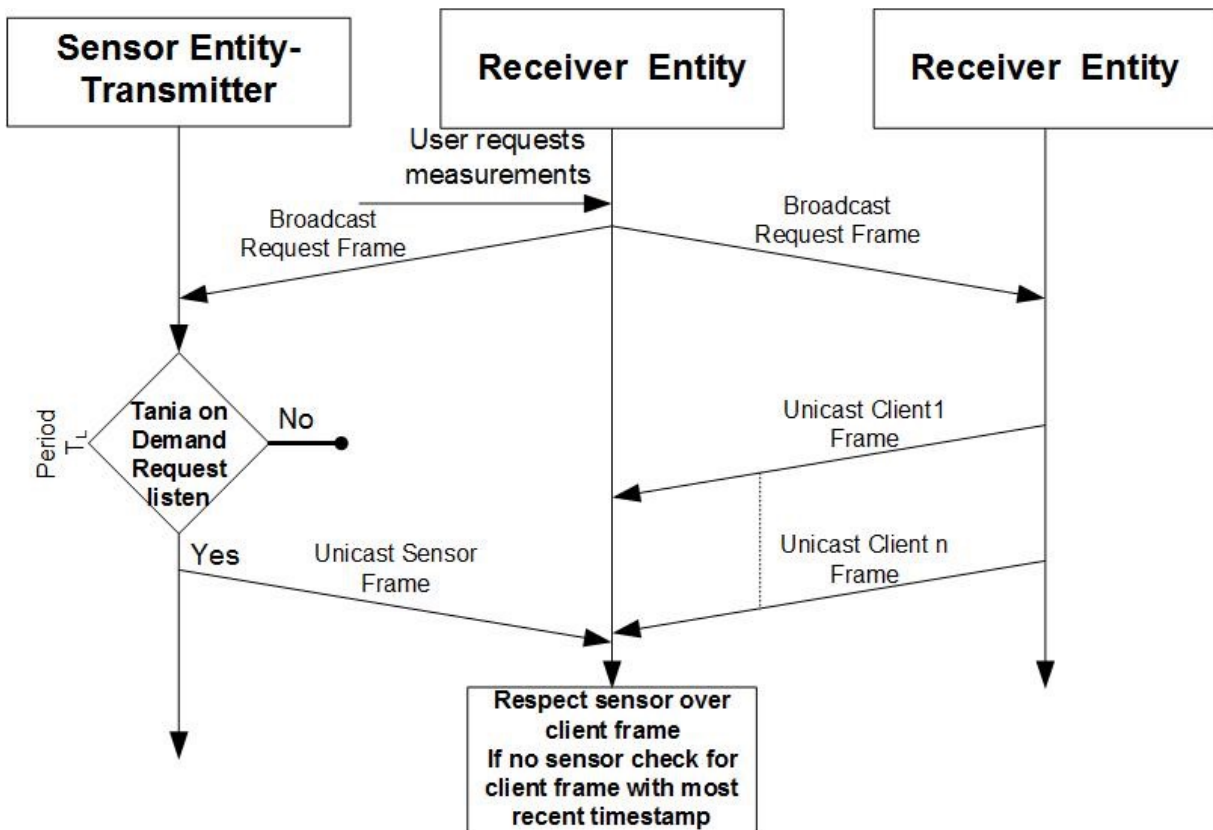 Sensor Entity-
Transmitter
Receiver Entity
Receiver Entity
User requests
measurements
Broadcast
Request Frame
Broadcast
Request Frame
Period
TL
Tania on
Demand
Request
listen
No
Yes
Unicast Client1
Frame
Unicast Sensor
Frame
Unicast Client n
Frame
Respect sensor over
client frame
If no sensor check for
client frame with most
recent timestamp